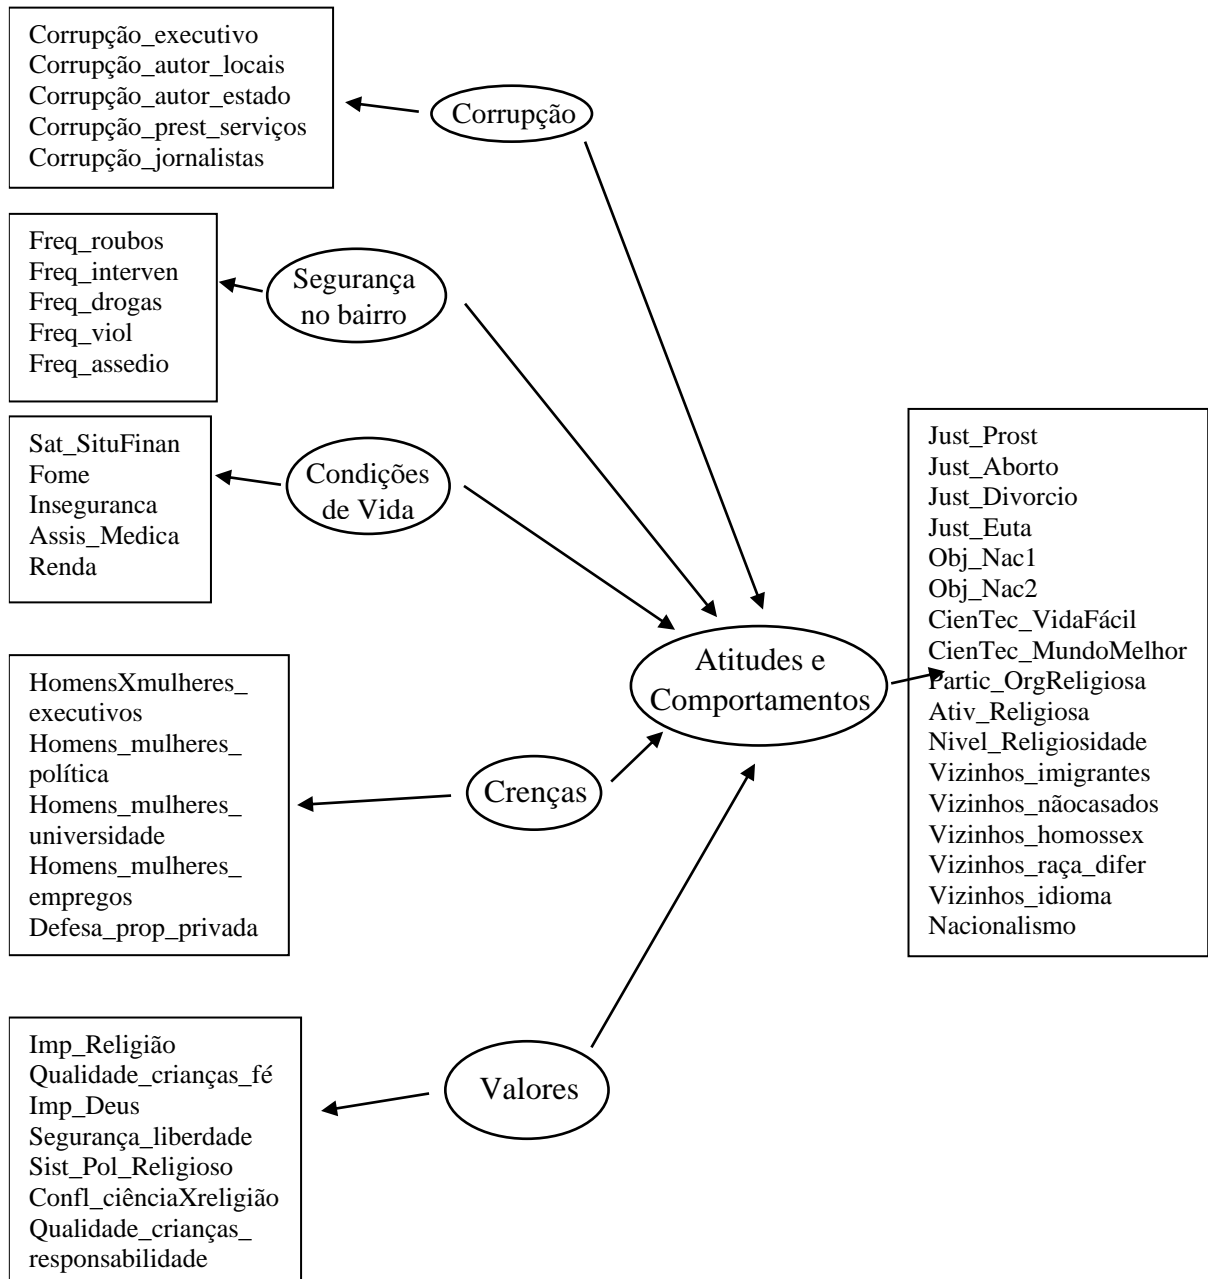 Corrupção_executivo
Corrupção_autor_locais
Corrupção_autor_estado
Corrupção_prest_serviços
Corrupção_jornalistas
Corrupção
Freq_roubos
Freq_interven
Freq_drogas
Freq_viol
Freq_assedio
Segurança
no bairro
Sat_SituFinan
Fome
Inseguranca
Assis_Medica
Renda
Condições
de Vida
HomensXmulheres_
executivos
Homens_mulheres_
política
Homens_mulheres_
universidade
Homens_mulheres_
empregos
Defesa_prop_privada
Crenças
Imp_Religião
Qualidade_crianças_fé
Imp_Deus
Segurança_liberdade
Sist_Pol_Religioso
Confl_ciênciaXreligião
Qualidade_crianças_
responsabilidade
Valores
Atitudes e
Comportamentos
Just_Prost
Just_Aborto
Just_Divorcio
Just_Euta
Obj_Nac1
Obj_Nac2
CienTec_VidaFácil
CienTec_MundoMelhor
Partic_OrgReligiosa
Ativ_Religiosa
Nivel_Religiosidade
Vizinhos_imigrantes
Vizinhos_nãocasados
Vizinhos_homossex
Vizinhos_raça_difer
Vizinhos_idioma
Nacionalismo